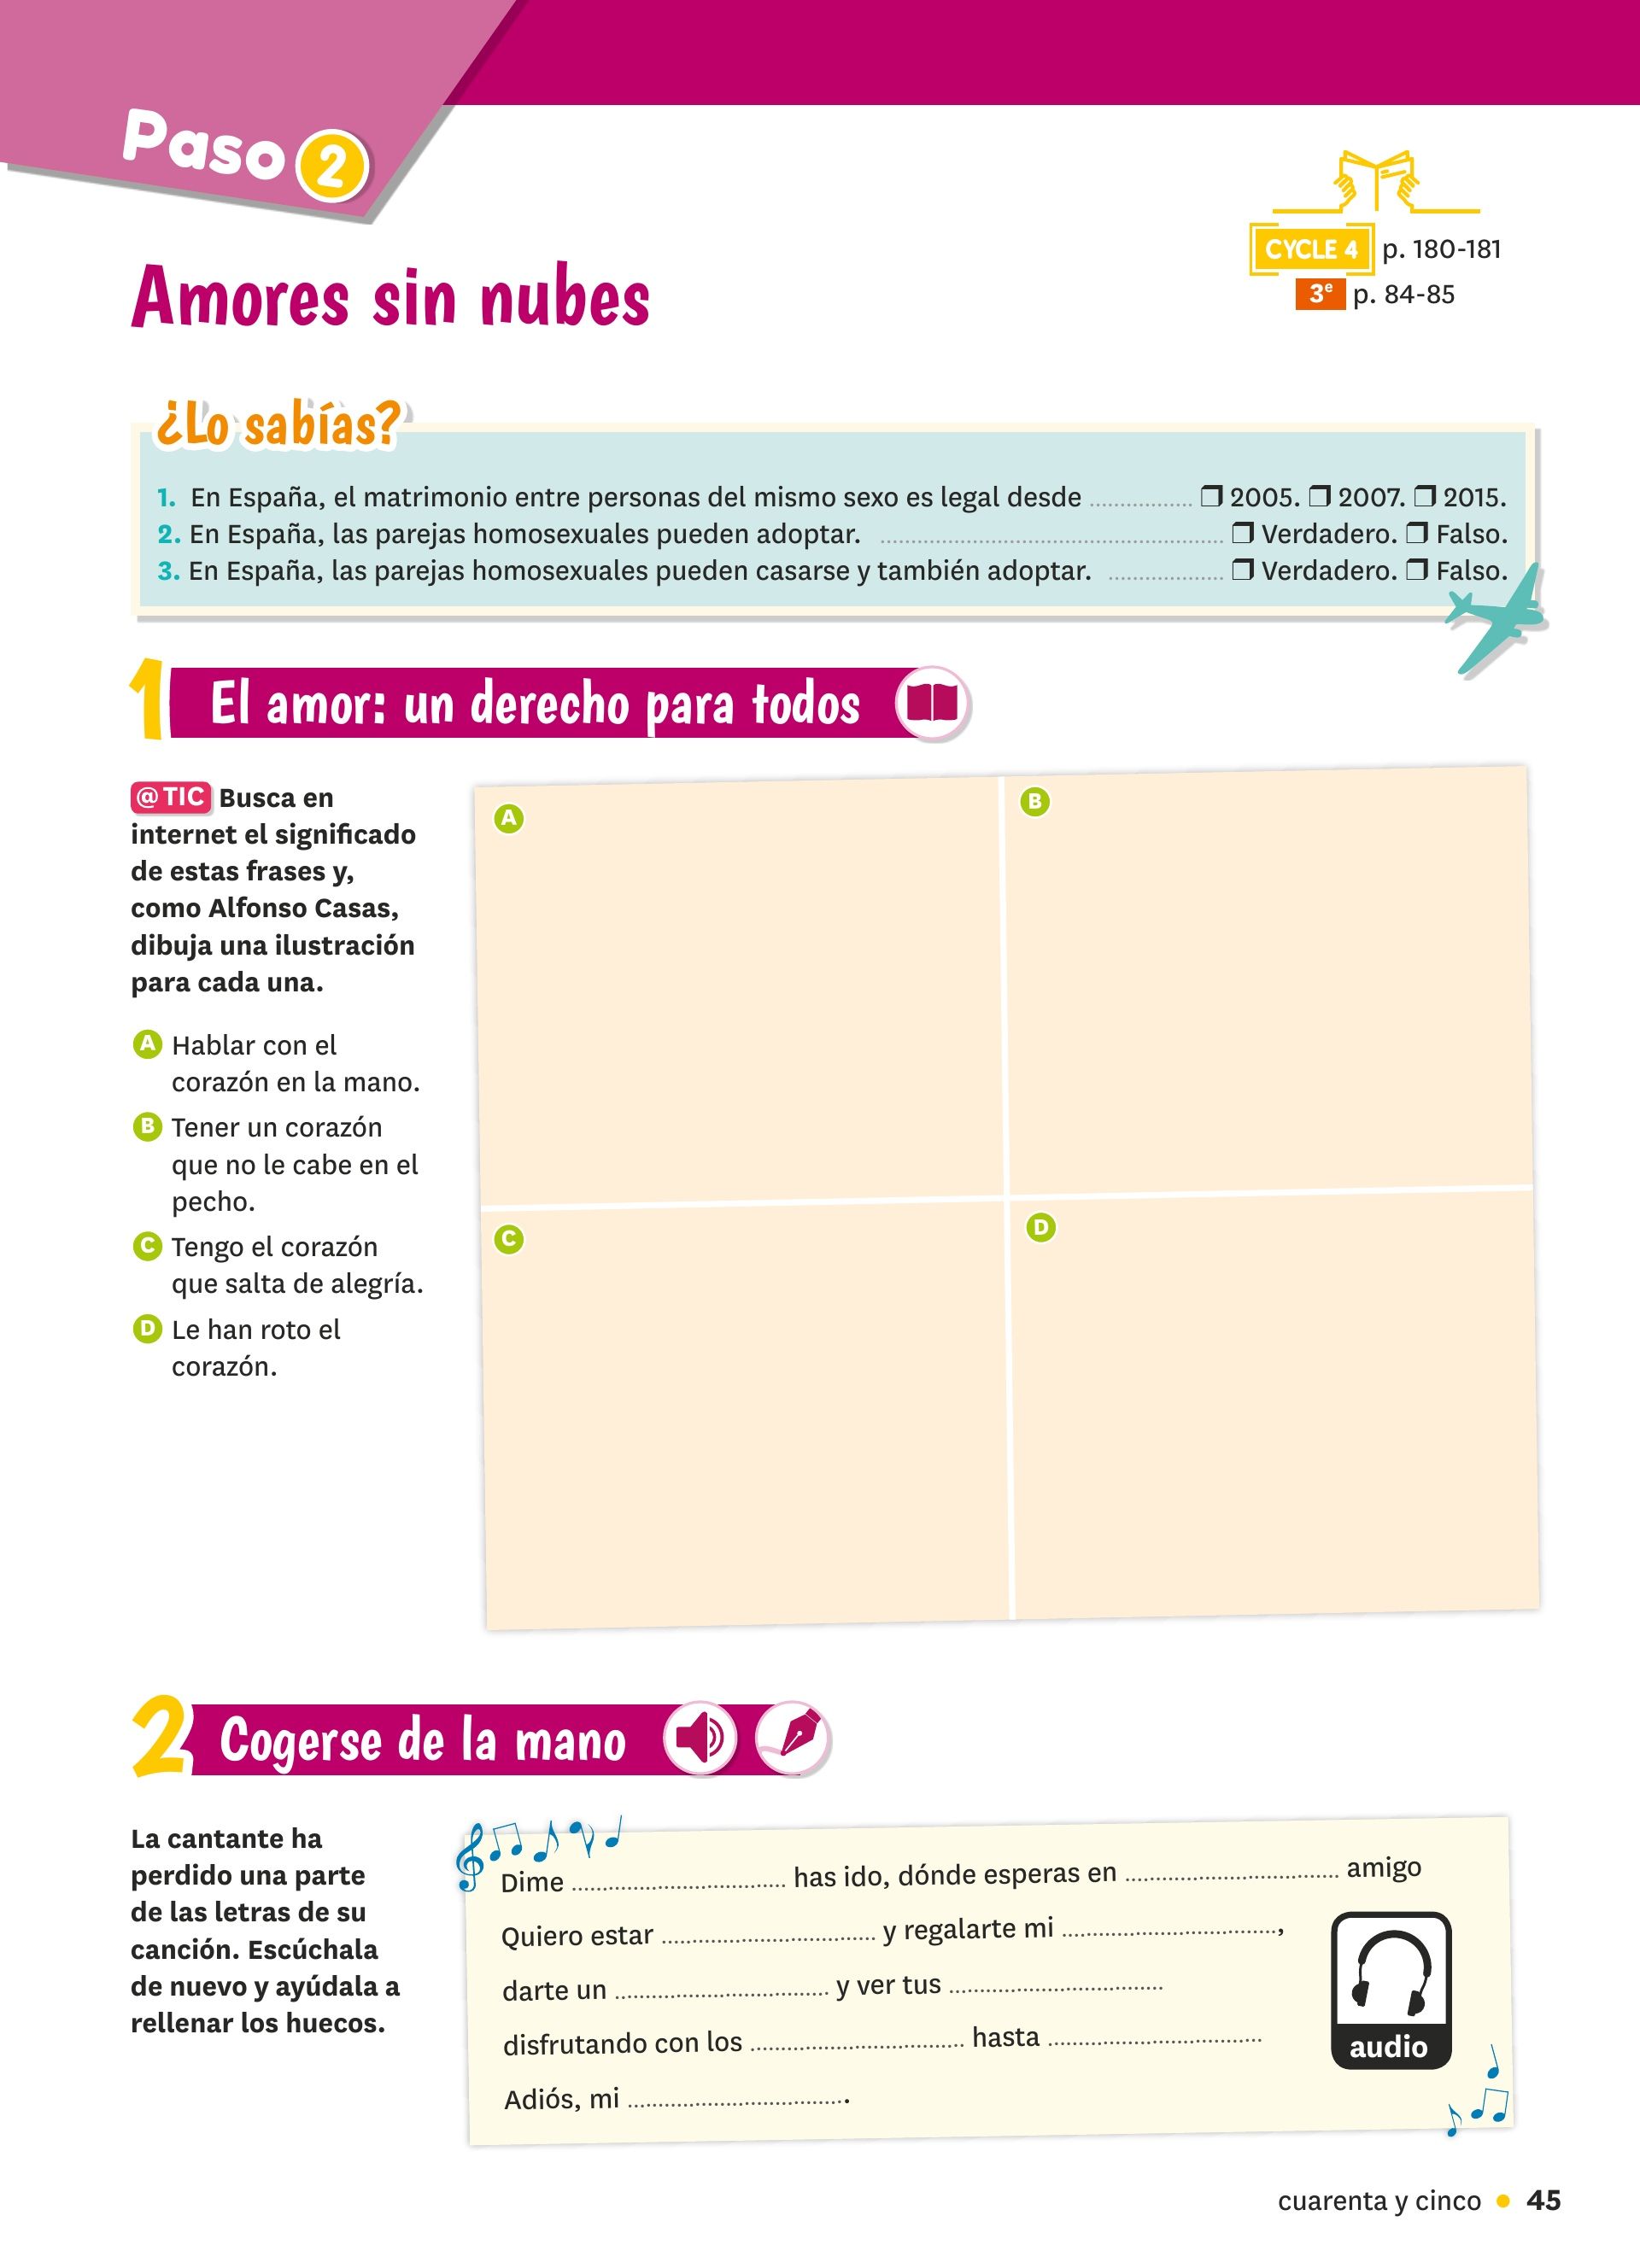 Paso 2
CYCLE 4 p. 180-181
3e p. 84-85
Amores sin nubes
¿Lo sabías?
1. En España, el matrimonio entre personas del mismo sexo es legal desde ............... ❒ 2005. ❒ 2007. ❒ 2015.
2. En España, las parejas homosexuales pueden adoptar. ............................................... ❒ Verdadero. ❒ Falso.
3. En España, las parejas homosexuales pueden casarse y también adoptar. ................ ❒ Verdadero. ❒ Falso.
1 El amor: un derecho para todos
@TIC Busca en
internet el significado
de estas frases y,
como Alfonso Casas,
dibuja una ilustración
para cada una.
A Hablar con el
corazón en la mano.
B Tener un corazón
que no le cabe en el
pecho.
C Tengo el corazón
que salta de alegría.
D Le han roto el
corazón.
A
B
C
D
2 Cogerse de la mano
La cantante ha
perdido una parte
de las letras de su
canción. Escúchala
de nuevo y ayúdala a
rellenar los huecos.
Dime .............................. has ido, dónde esperas en .............................. amigo
Quiero estar .............................. y regalarte mi ..............................,
darte un .............................. y ver tus ..............................
disfrutando con los .............................. hasta ..............................
Adiós, mi ...............................
audio
cuarenta y cinco • 45